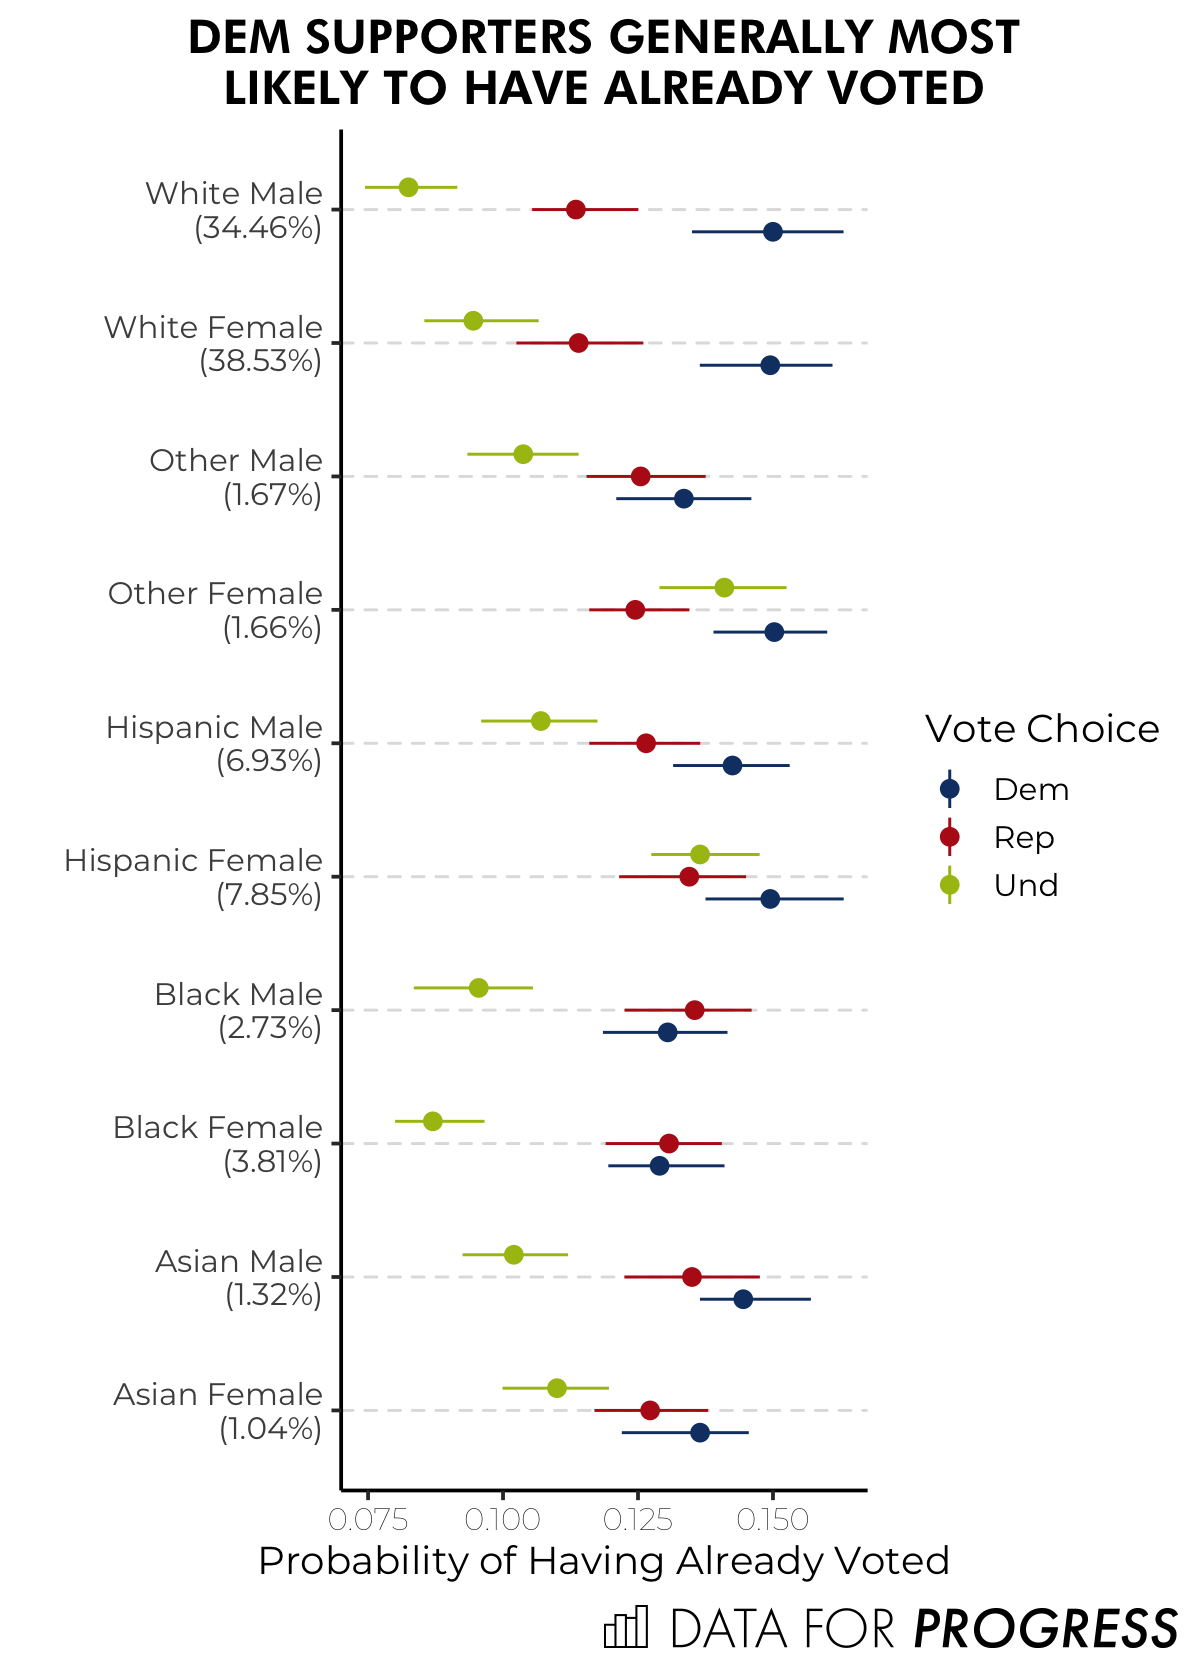 DEM SUPPORTERS GENERALLY MOST
LIKELY TO HAVE ALREADY VOTED
White Male
(34.46%)
White Female
(38.53%)
Other Male
(1.67%)
Other Female
(1.66%)
Hispanic Male
(6.93%)
Hispanic Female
(7.85%)
Black Male
(2.73%)
Black Female
(3.81%)
Asian Male
(1.32%)
Asian Female
(1.04%)
Vote Choice
Dem
Rep
Und
0.075 0.100 0.125 0.150
Probability of Having Already Voted
DATA FOR PROGRESS